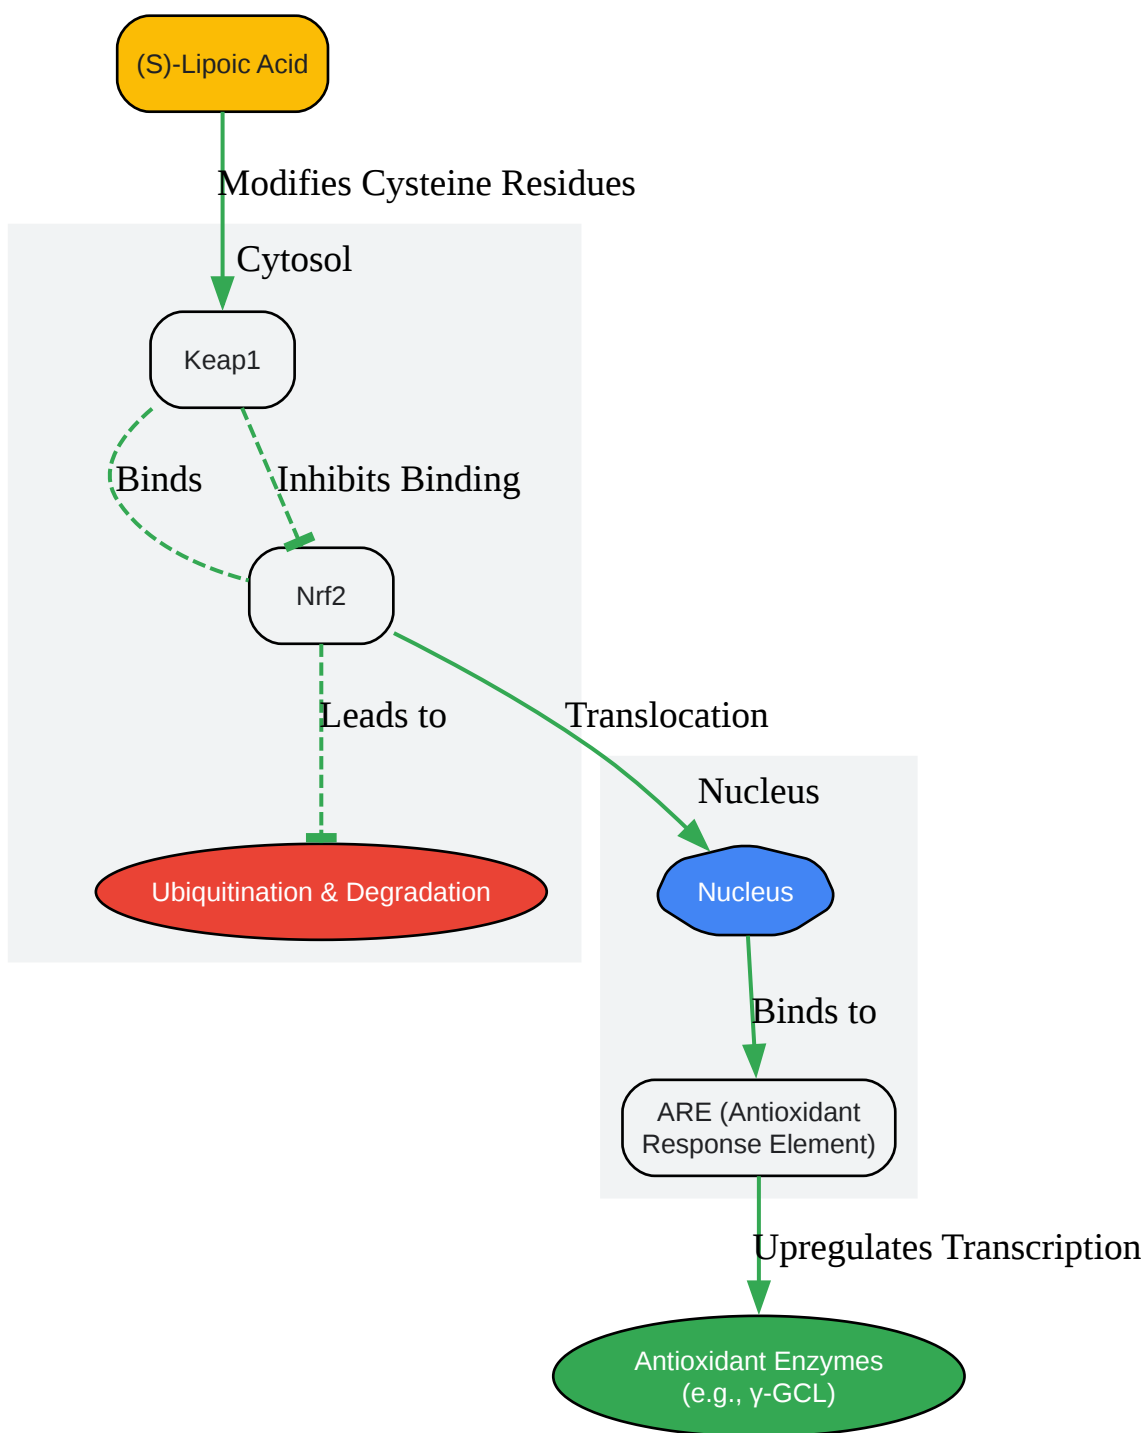 (S)-Lipoic Acid
Modifies Cysteine Residues
Cytosol
Keap1
Binds
Inhibits Binding
Nrf2
Leads to
Translocation
Nucleus
Ubiquitination & Degradation
Nucleus
Binds to
ARE (Antioxidant
Response Element)
Upregulates Transcription
Antioxidant Enzymes
(e.g., γ-GCL)